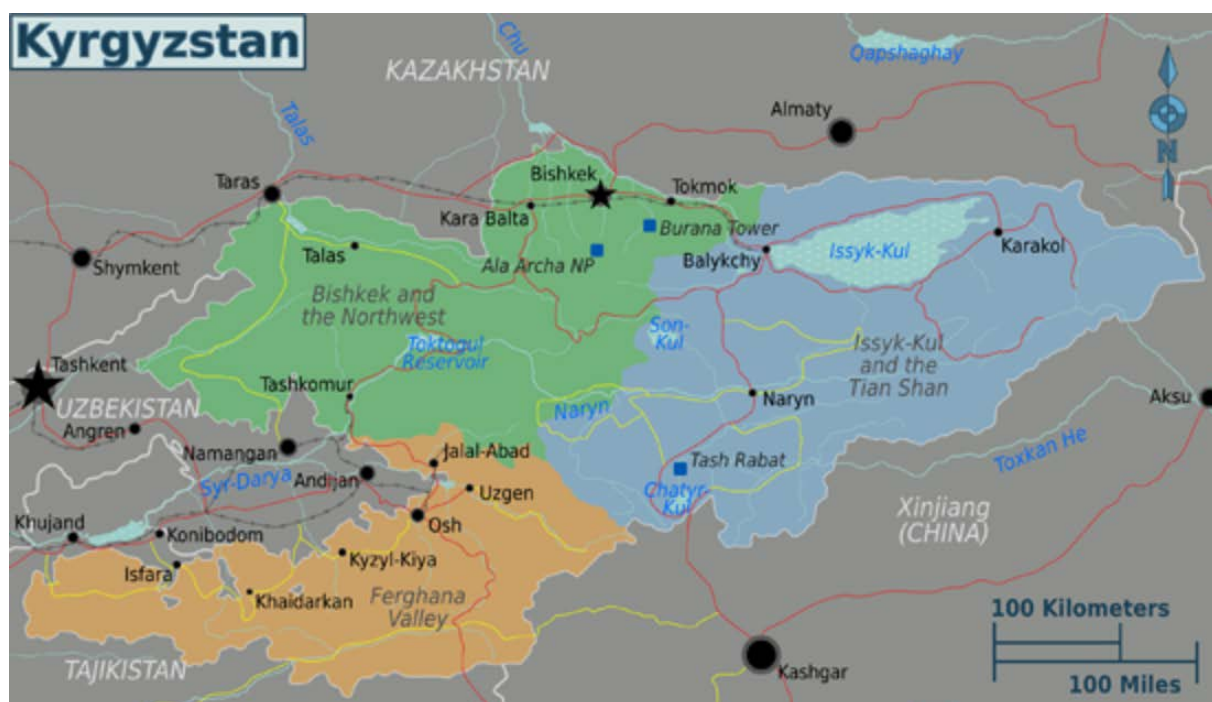 Kyrgyzstan
Chu
Qapshaghay
KAZAKHSTAN
Talas
Almaty
N
Bishkek
Taras
Tokmok
Kara Balta
Burana Tower
Karakol
Talas
Shymkent
Ala Archa NP
Balykchy
Issyk-Kul
Bishkek and
the Northwest
Son-
Kul
Toktogul
Reservoir
Issyk-Kul
and the
Tian Shan
Tashkent
Tashkomur
UZBEKISTAN
Naryn
Naryn
Aksu
Angren
Namangan
Jalal-Abad
Tash Rabat
Toxkan He
Syr-Darya
Andijan
Uzgen
Chatyr-
Kul
Xinjiang
(CHINA)
Khujand
Konibodom
Osh
Isfara
Kyzyl-Kiya
Khaidarkan
Ferghana
Valley
100 Kilometers
TAJIKISTAN
Kashgar
100 Miles